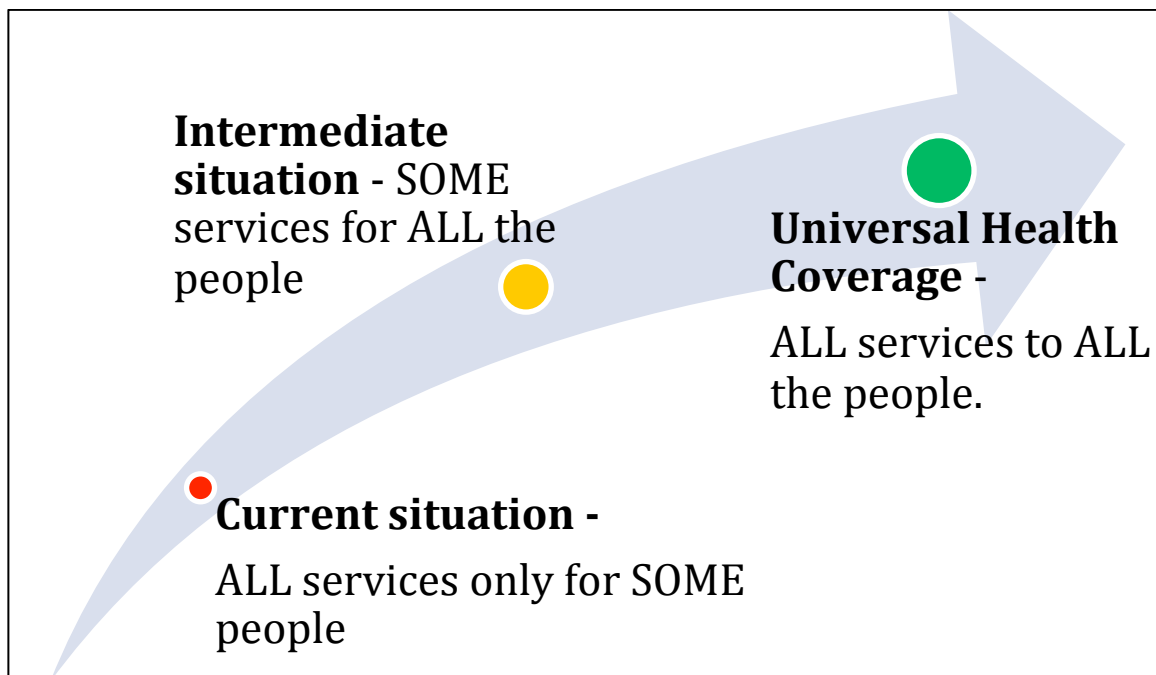 Intermediate
situation - SOME
services for ALL the
people
Universal Health
Coverage -
ALL services to ALL
the people.
Current situation -
ALL services only for SOME
people